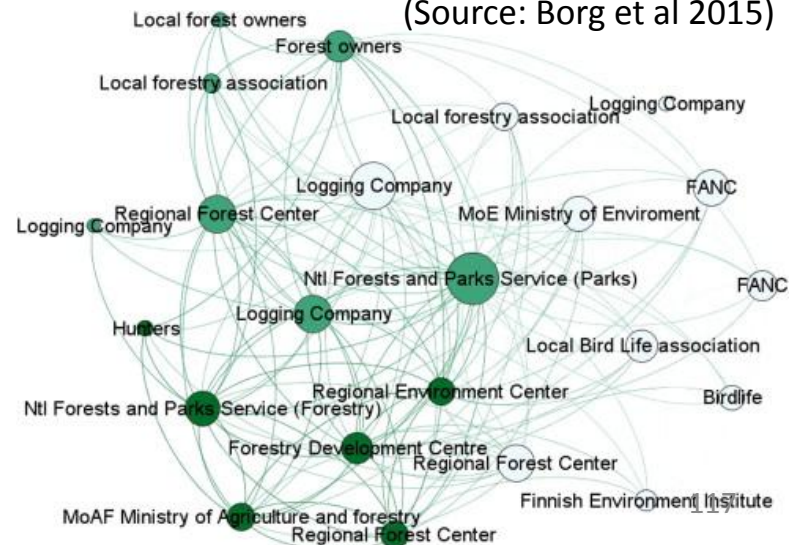 (Source: Borg et al 2015)
Local forest owners
Forest owners
Local forestry association
Logging Company
Local forestry association
Logging Company
FANC
Regional Forest Center
MoE Ministry of Enviroment
Logging Company
Ntl Forests and Parks Service (Parks)
FANC
Logging Company
Hunters
Local Bird Life association
Regional Environment Center
Birdlife
Ntl Forests and Parks Service (Forestry)
Forestry Development Centre
Regional Forest Center
Finnish Environment Institute
117
MoAF Ministry of Agriculture and forestry
Regional Forest Center